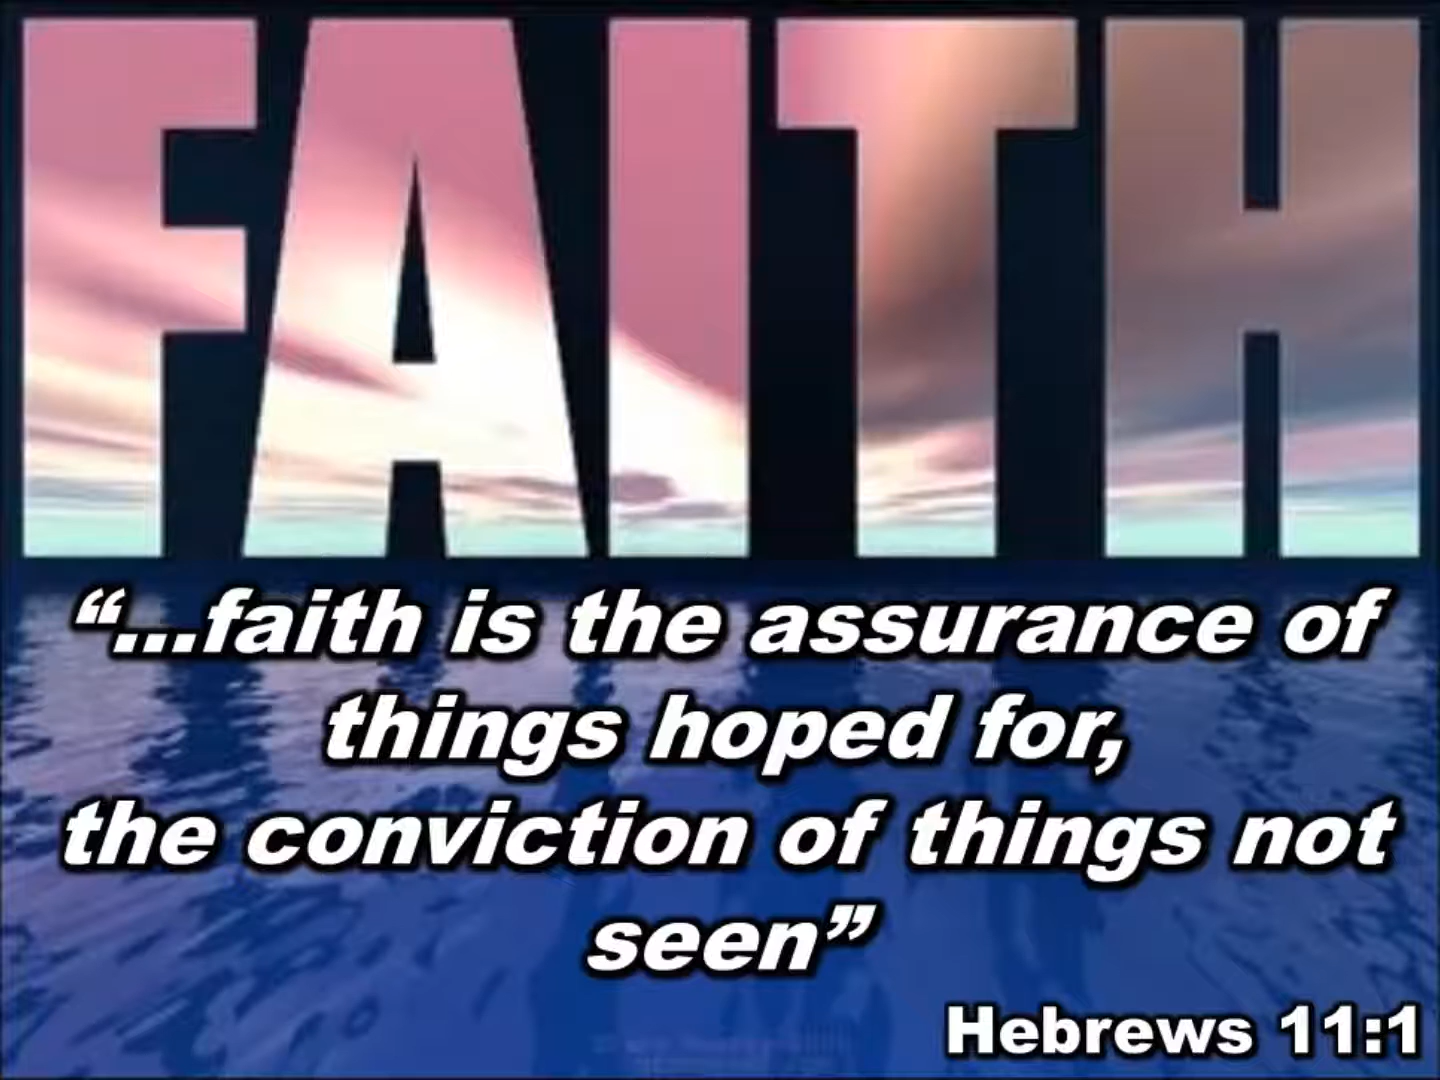 FAITH
“...faith is the assurance of
things hoped for,
the conviction of things not
seen”
Hebrews 11:1